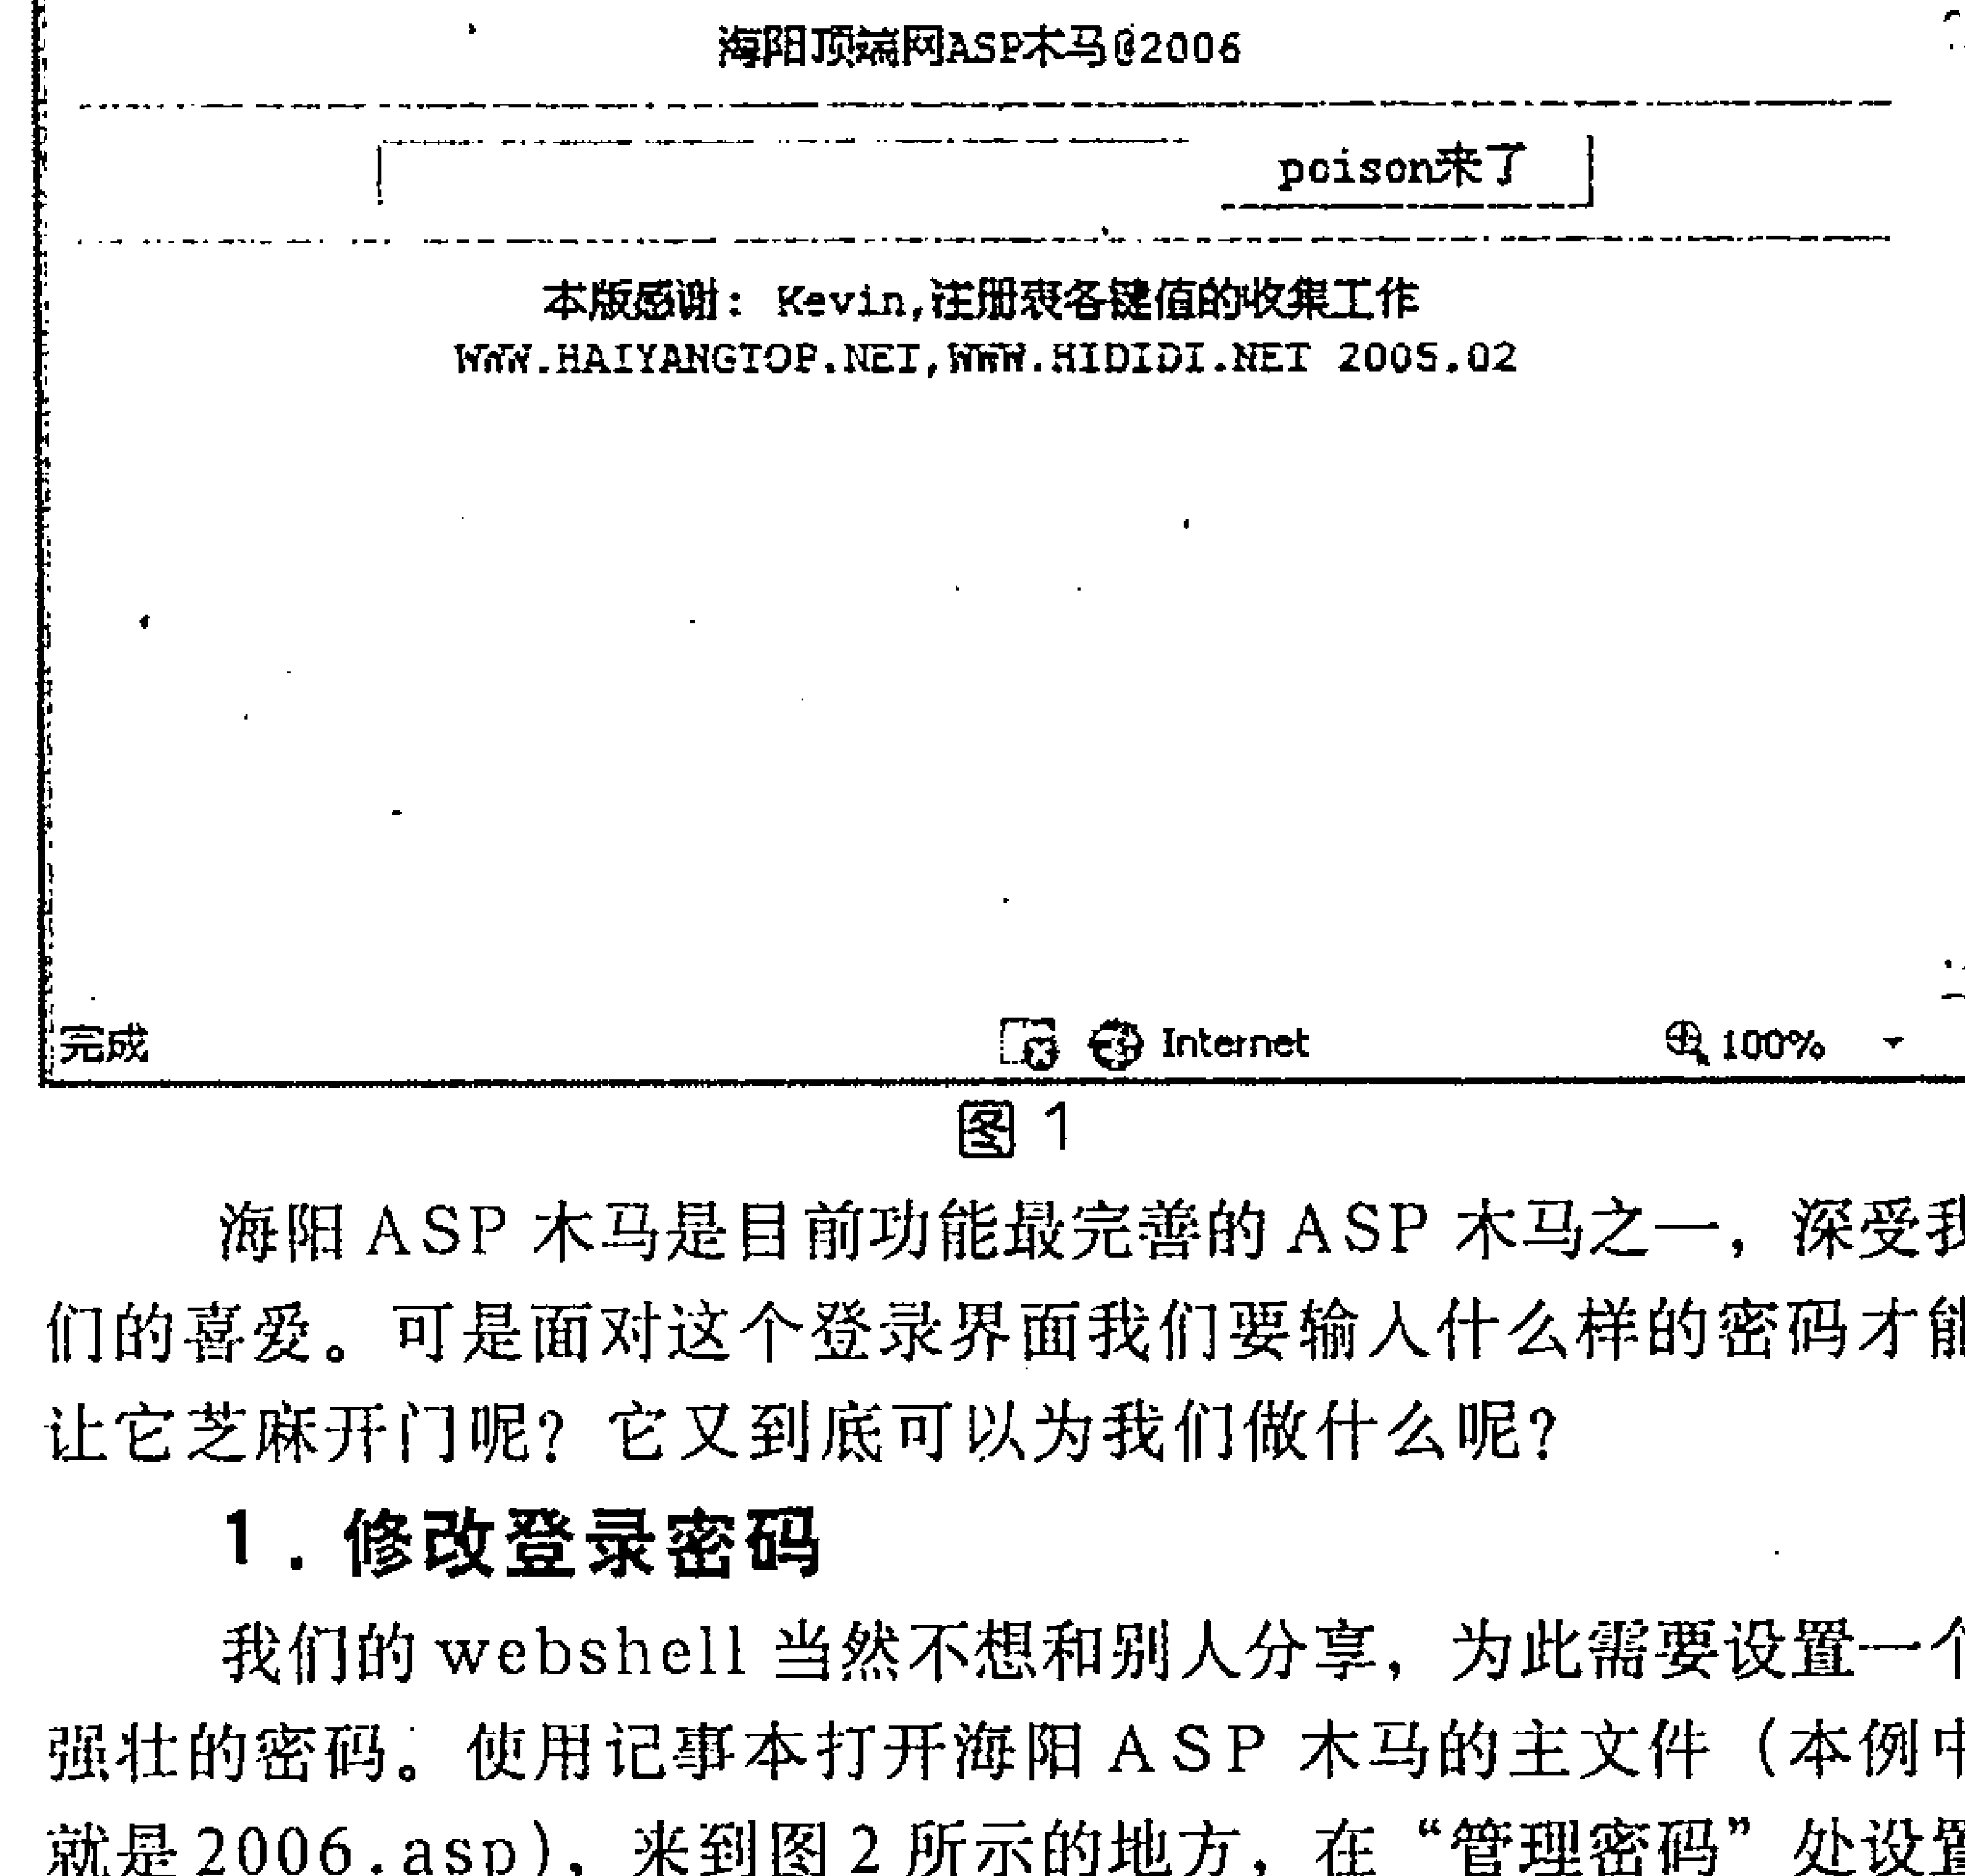 海阳顶端网ASP木马@2006
poison来了
本版感谢: Kevin,注册表各键值的收集工作
WWW.HAIYANGTOP.NET,WWW.HIDIDI.NET 2005.02
完成 Internet 100%
图 1
海阳 ASP 木马是目前功能最完善的 ASP 木马之一，深受我
们的喜爱。可是面对这个登录界面我们要输入什么样的密码才能
让它芝麻开门呢？它又到底可以为我们做什么呢？
1．修改登录密码
我们的 webshell 当然不想和别人分享，为此需要设置一个
强壮的密码。使用记事本打开海阳 ASP 木马的主文件（本例中
就是 2006.asp），来到图 2 所示的地方，在“管理密码”处设置